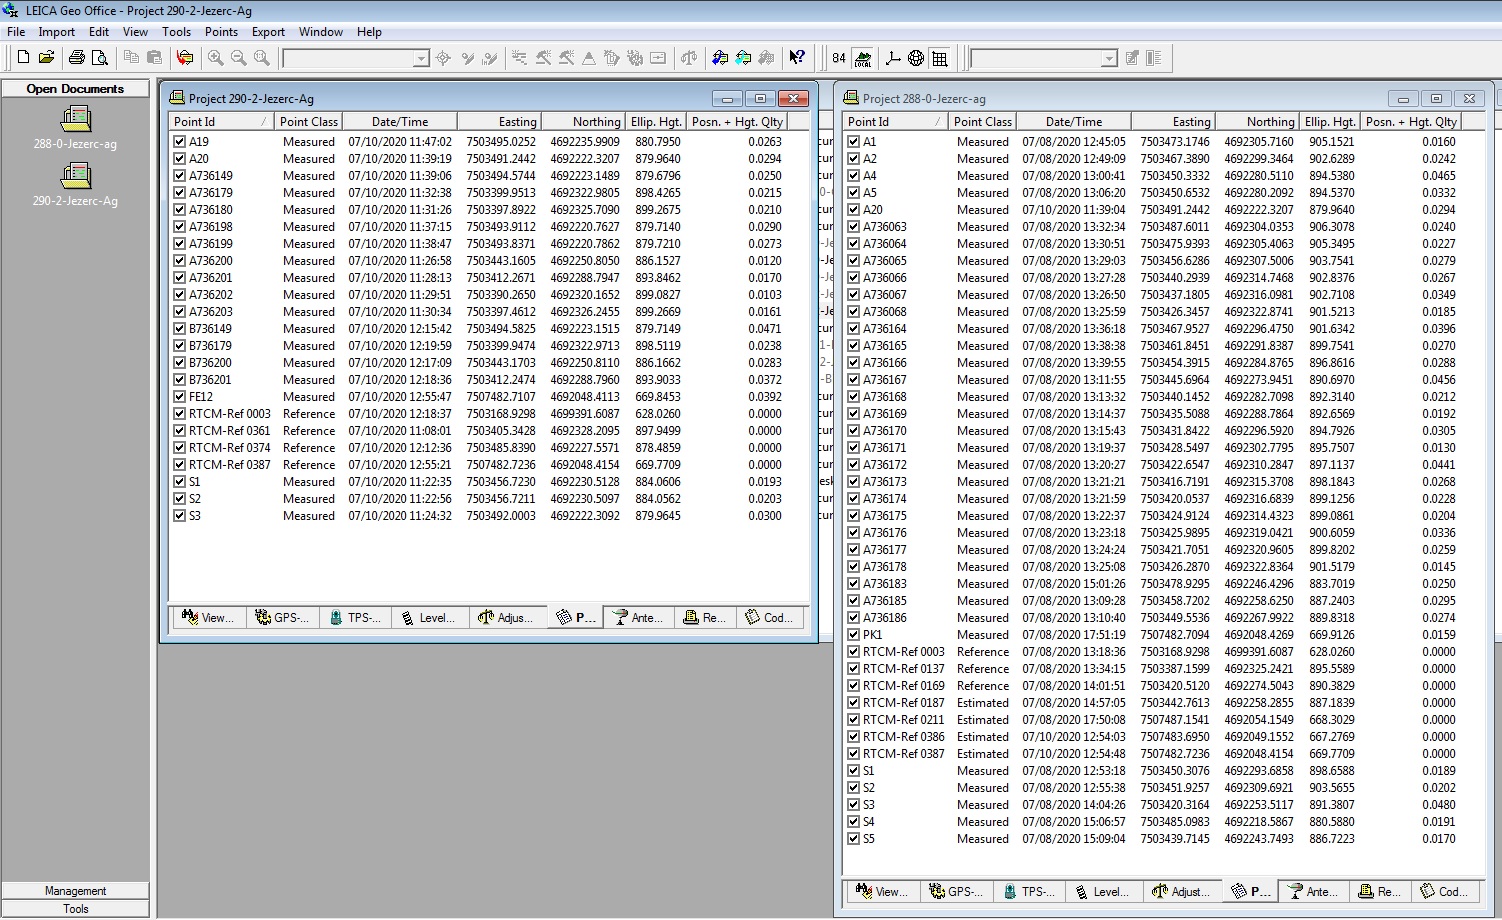 LEICA Geo Office - Project 290-2-Jezerc-Ag
File Import Edit View Tools Points Export Window Help
84 LOCAL
Open Documents
288-0-Jezerc-ag
290-2-Jezerc-Ag
Management
Tools
Project 290-2-Jezerc-Ag
Point Id Point Class Date/Time Easting Northing Ellip. Hgt. Posn. + Hgt. Qlty
A19 Measured 07/10/2020 11:47:02 7503495.0252 4692235.9909 880.7950 0.0263
A20 Measured 07/10/2020 11:39:19 7503491.2442 4692222.3207 879.9640 0.0294
A736149 Measured 07/10/2020 11:39:06 7503494.5744 4692223.1489 879.6796 0.0250
A736179 Measured 07/10/2020 11:32:38 7503399.9513 4692322.9805 898.4265 0.0215
A736180 Measured 07/10/2020 11:31:26 7503397.8922 4692325.7090 899.2675 0.0210
A736198 Measured 07/10/2020 11:37:15 7503493.9112 4692220.7627 879.7140 0.0290
A736199 Measured 07/10/2020 11:38:47 7503493.8371 4692220.7862 879.7210 0.0273
A736200 Measured 07/10/2020 11:26:58 7503443.1605 4692250.8050 886.1527 0.0120
A736201 Measured 07/10/2020 11:28:13 7503412.2671 4692288.7947 893.8462 0.0170
A736202 Measured 07/10/2020 11:29:51 7503390.2650 4692320.1652 899.0827 0.0103
A736203 Measured 07/10/2020 11:30:34 7503397.4612 4692326.2455 899.2669 0.0161
B736149 Measured 07/10/2020 12:15:42 7503494.5825 4692223.1515 879.7149 0.0471
B736179 Measured 07/10/2020 12:19:59 7503399.9474 4692322.9713 898.5119 0.0238
B736200 Measured 07/10/2020 12:17:09 7503443.1703 4692250.8110 886.1662 0.0283
B736201 Measured 07/10/2020 12:18:36 7503412.2474 4692288.7960 893.9033 0.0372
FE12 Measured 07/10/2020 12:55:47 7507482.7107 4692048.4113 669.8453 0.0392
RTCM-Ref 0003 Reference 07/10/2020 12:18:37 7503168.9298 4699391.6087 628.0260 0.0000
RTCM-Ref 0361 Reference 07/10/2020 11:08:01 7503405.3428 4692328.2095 897.9499 0.0000
RTCM-Ref 0374 Reference 07/10/2020 12:12:36 7503485.8390 4692227.5571 878.4859 0.0000
RTCM-Ref 0387 Reference 07/10/2020 12:55:21 7507482.7236 4692048.4154 669.7709 0.0000
S1 Measured 07/10/2020 11:22:35 7503456.7230 4692230.5128 884.0606 0.0193
S2 Measured 07/10/2020 11:22:56 7503456.7211 4692230.5097 884.0562 0.0203
S3 Measured 07/10/2020 11:24:32 7503492.0003 4692222.3092 879.9645 0.0300
View... GPS-... TPS-... Level... Adjus... P... Ante... Re... Cod...
Project 288-0-Jezerc-ag
Point Id Point Class Date/Time Easting Northing Ellip. Hgt. Posn. + Hgt. Qlty
A1 Measured 07/08/2020 12:45:05 7503473.1746 4692305.7160 905.1521 0.0160
A2 Measured 07/08/2020 12:49:09 7503467.3890 4692299.3464 902.6289 0.0242
A4 Measured 07/08/2020 13:00:41 7503450.3332 4692280.5110 894.5380 0.0465
A5 Measured 07/08/2020 13:06:20 7503450.6532 4692280.2092 894.5370 0.0332
A20 Measured 07/10/2020 11:39:04 7503491.2442 4692222.3207 879.9640 0.0294
A736063 Measured 07/08/2020 13:32:34 7503487.6011 4692304.0353 906.3078 0.0240
A736064 Measured 07/08/2020 13:30:51 7503475.9393 4692305.4063 905.3495 0.0227
A736065 Measured 07/08/2020 13:29:03 7503456.6286 4692307.5006 903.7541 0.0279
A736066 Measured 07/08/2020 13:27:28 7503440.2939 4692314.7468 902.8376 0.0267
A736067 Measured 07/08/2020 13:26:50 7503437.1805 4692316.0981 902.7108 0.0349
A736068 Measured 07/08/2020 13:25:59 7503426.3457 4692322.8741 901.5213 0.0185
A736164 Measured 07/08/2020 13:36:18 7503467.9527 4692296.4750 901.6342 0.0396
A736165 Measured 07/08/2020 13:38:38 7503461.8451 4692291.8387 899.7541 0.0270
A736166 Measured 07/08/2020 13:39:55 7503454.3915 4692284.8765 896.8616 0.0288
A736167 Measured 07/08/2020 13:11:55 7503445.6964 4692273.9451 890.6970 0.0456
A736168 Measured 07/08/2020 13:13:32 7503440.1452 4692282.7098 892.3140 0.0212
A736169 Measured 07/08/2020 13:14:37 7503435.5088 4692288.7864 892.6569 0.0192
A736170 Measured 07/08/2020 13:15:43 7503431.8422 4692296.5920 894.7926 0.0305
A736171 Measured 07/08/2020 13:19:37 7503428.5497 4692302.7795 895.7507 0.0130
A736172 Measured 07/08/2020 13:20:27 7503422.6547 4692310.2847 897.1137 0.0441
A736173 Measured 07/08/2020 13:21:21 7503416.7191 4692315.3708 898.1843 0.0268
A736174 Measured 07/08/2020 13:21:59 7503420.0537 4692316.6839 899.1256 0.0228
A736175 Measured 07/08/2020 13:22:37 7503424.9124 4692314.4323 899.0861 0.0204
A736176 Measured 07/08/2020 13:23:18 7503425.9895 4692319.0421 900.6059 0.0336
A736177 Measured 07/08/2020 13:24:24 7503421.7051 4692320.9605 899.8202 0.0259
A736178 Measured 07/08/2020 13:25:08 7503426.2870 4692322.8364 901.5179 0.0145
A736183 Measured 07/08/2020 15:01:26 7503478.9295 4692246.4296 883.7019 0.0250
A736185 Measured 07/08/2020 13:09:28 7503458.7202 4692258.6250 887.2403 0.0295
A736186 Measured 07/08/2020 13:10:40 7503449.5536 4692267.9922 889.8318 0.0274
PK1 Measured 07/08/2020 17:51:19 7507482.7094 4692048.4269 669.9126 0.0159
RTCM-Ref 0003 Reference 07/08/2020 13:18:36 7503168.9298 4699391.6087 628.0260 0.0000
RTCM-Ref 0137 Reference 07/08/2020 13:34:15 7503387.1599 4692325.2421 895.5589 0.0000
RTCM-Ref 0169 Reference 07/08/2020 14:01:51 7503420.5120 4692274.5043 890.3829 0.0000
RTCM-Ref 0187 Estimated 07/08/2020 14:57:05 7503442.7613 4692258.2855 887.1839 0.0000
RTCM-Ref 0211 Estimated 07/08/2020 17:50:08 7507487.1541 4692054.1549 668.3029 0.0000
RTCM-Ref 0386 Estimated 07/10/2020 12:54:03 7507483.6950 4692049.1552 667.2769 0.0000
RTCM-Ref 0387 Estimated 07/10/2020 12:54:48 7507482.7236 4692048.4154 669.7709 0.0000
S1 Measured 07/08/2020 12:53:18 7503450.3076 4692293.6858 898.6588 0.0189
S2 Measured 07/08/2020 12:55:38 7503451.9257 4692309.6921 903.5655 0.0202
S3 Measured 07/08/2020 14:04:26 7503420.3164 4692253.5117 891.3807 0.0480
S4 Measured 07/08/2020 15:06:57 7503485.0983 4692218.5867 880.5880 0.0191
S5 Measured 07/08/2020 15:09:04 7503439.7145 4692243.7493 886.7223 0.0170
View... GPS-... TPS-... Level... Adjust... P... Ante... Re... Cod...